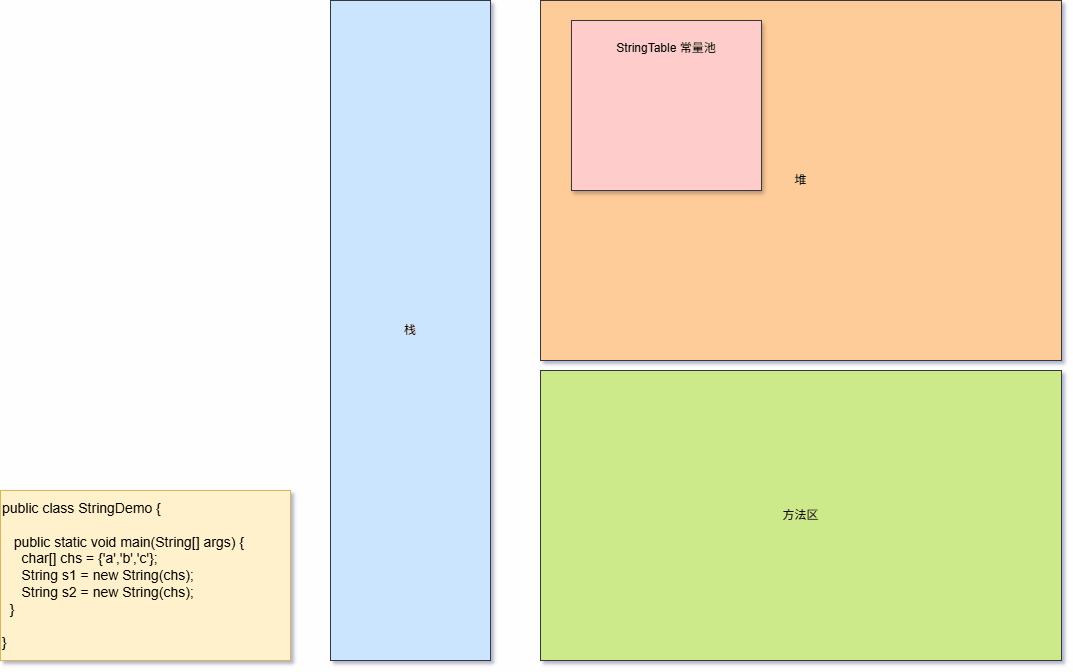 StringTable 常量池
堆
栈
方法区
public class StringDemo {
public static void main(String[] args) {
char[] chs = {'a','b','c'};
String s1 = new String(chs);
String s2 = new String(chs);
}
}